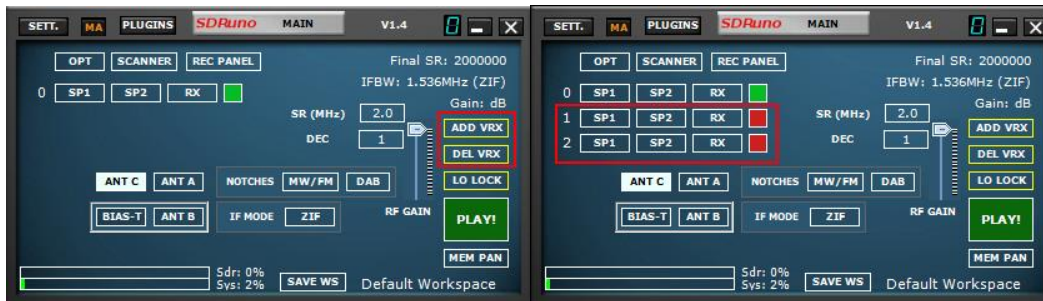 SETT. MA PLUGINS SDRuno MAIN V1.4 0
OPT SCANNER REC PANEL Final SR: 2000000
IFBW: 1.536MHz (ZIF)
0 SP1 SP2 RX Gain: dB
SR (MHz) 2.0 ADD VRX
DEC 1 DEL VRX
ANT C ANT A NOTCHES MW/FM DAB LO LOCK
BIAS-T ANT B IF MODE ZIF RF GAIN PLAY!
MEM PAN
Sdr: 0%
Sys: 2% SAVE WS Default Workspace
SETT. MA PLUGINS SDRuno MAIN V1.4 0
OPT SCANNER REC PANEL Final SR: 2000000
IFBW: 1.536MHz (ZIF)
0 SP1 SP2 RX Gain: dB
1 SP1 SP2 RX SR (MHz) 2.0 ADD VRX
2 SP1 SP2 RX DEC 1 DEL VRX
ANT C ANT A NOTCHES MW/FM DAB LO LOCK
BIAS-T ANT B IF MODE ZIF RF GAIN PLAY!
MEM PAN
Sdr: 0%
Sys: 2% SAVE WS Default Workspace